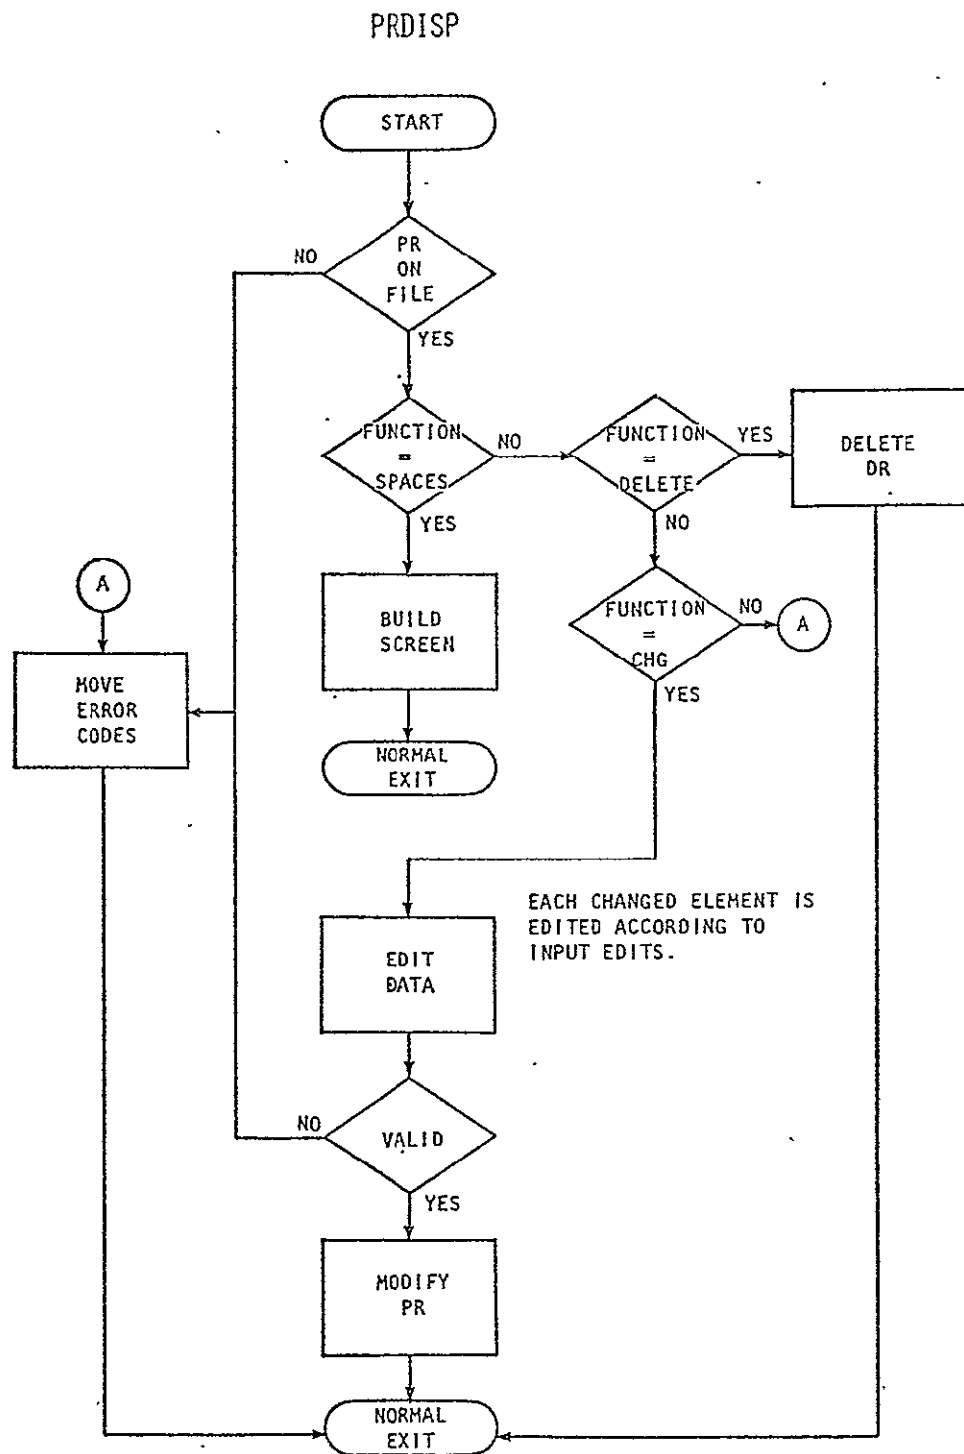 PRDISP
START
PR
ON
FILE
NO
YES
FUNCTION
=
SPACES
NO
YES
FUNCTION
=
DELETE
YES
NO
DELETE
DR
A
BUILD
SCREEN
FUNCTION
=
CHG
NO
A
YES
MOVE
ERROR
CODES
NORMAL
EXIT
EACH CHANGED ELEMENT IS
EDITED ACCORDING TO
INPUT EDITS.
EDIT
DATA
NO
VALID
YES
MODIFY
PR
NORMAL
EXIT